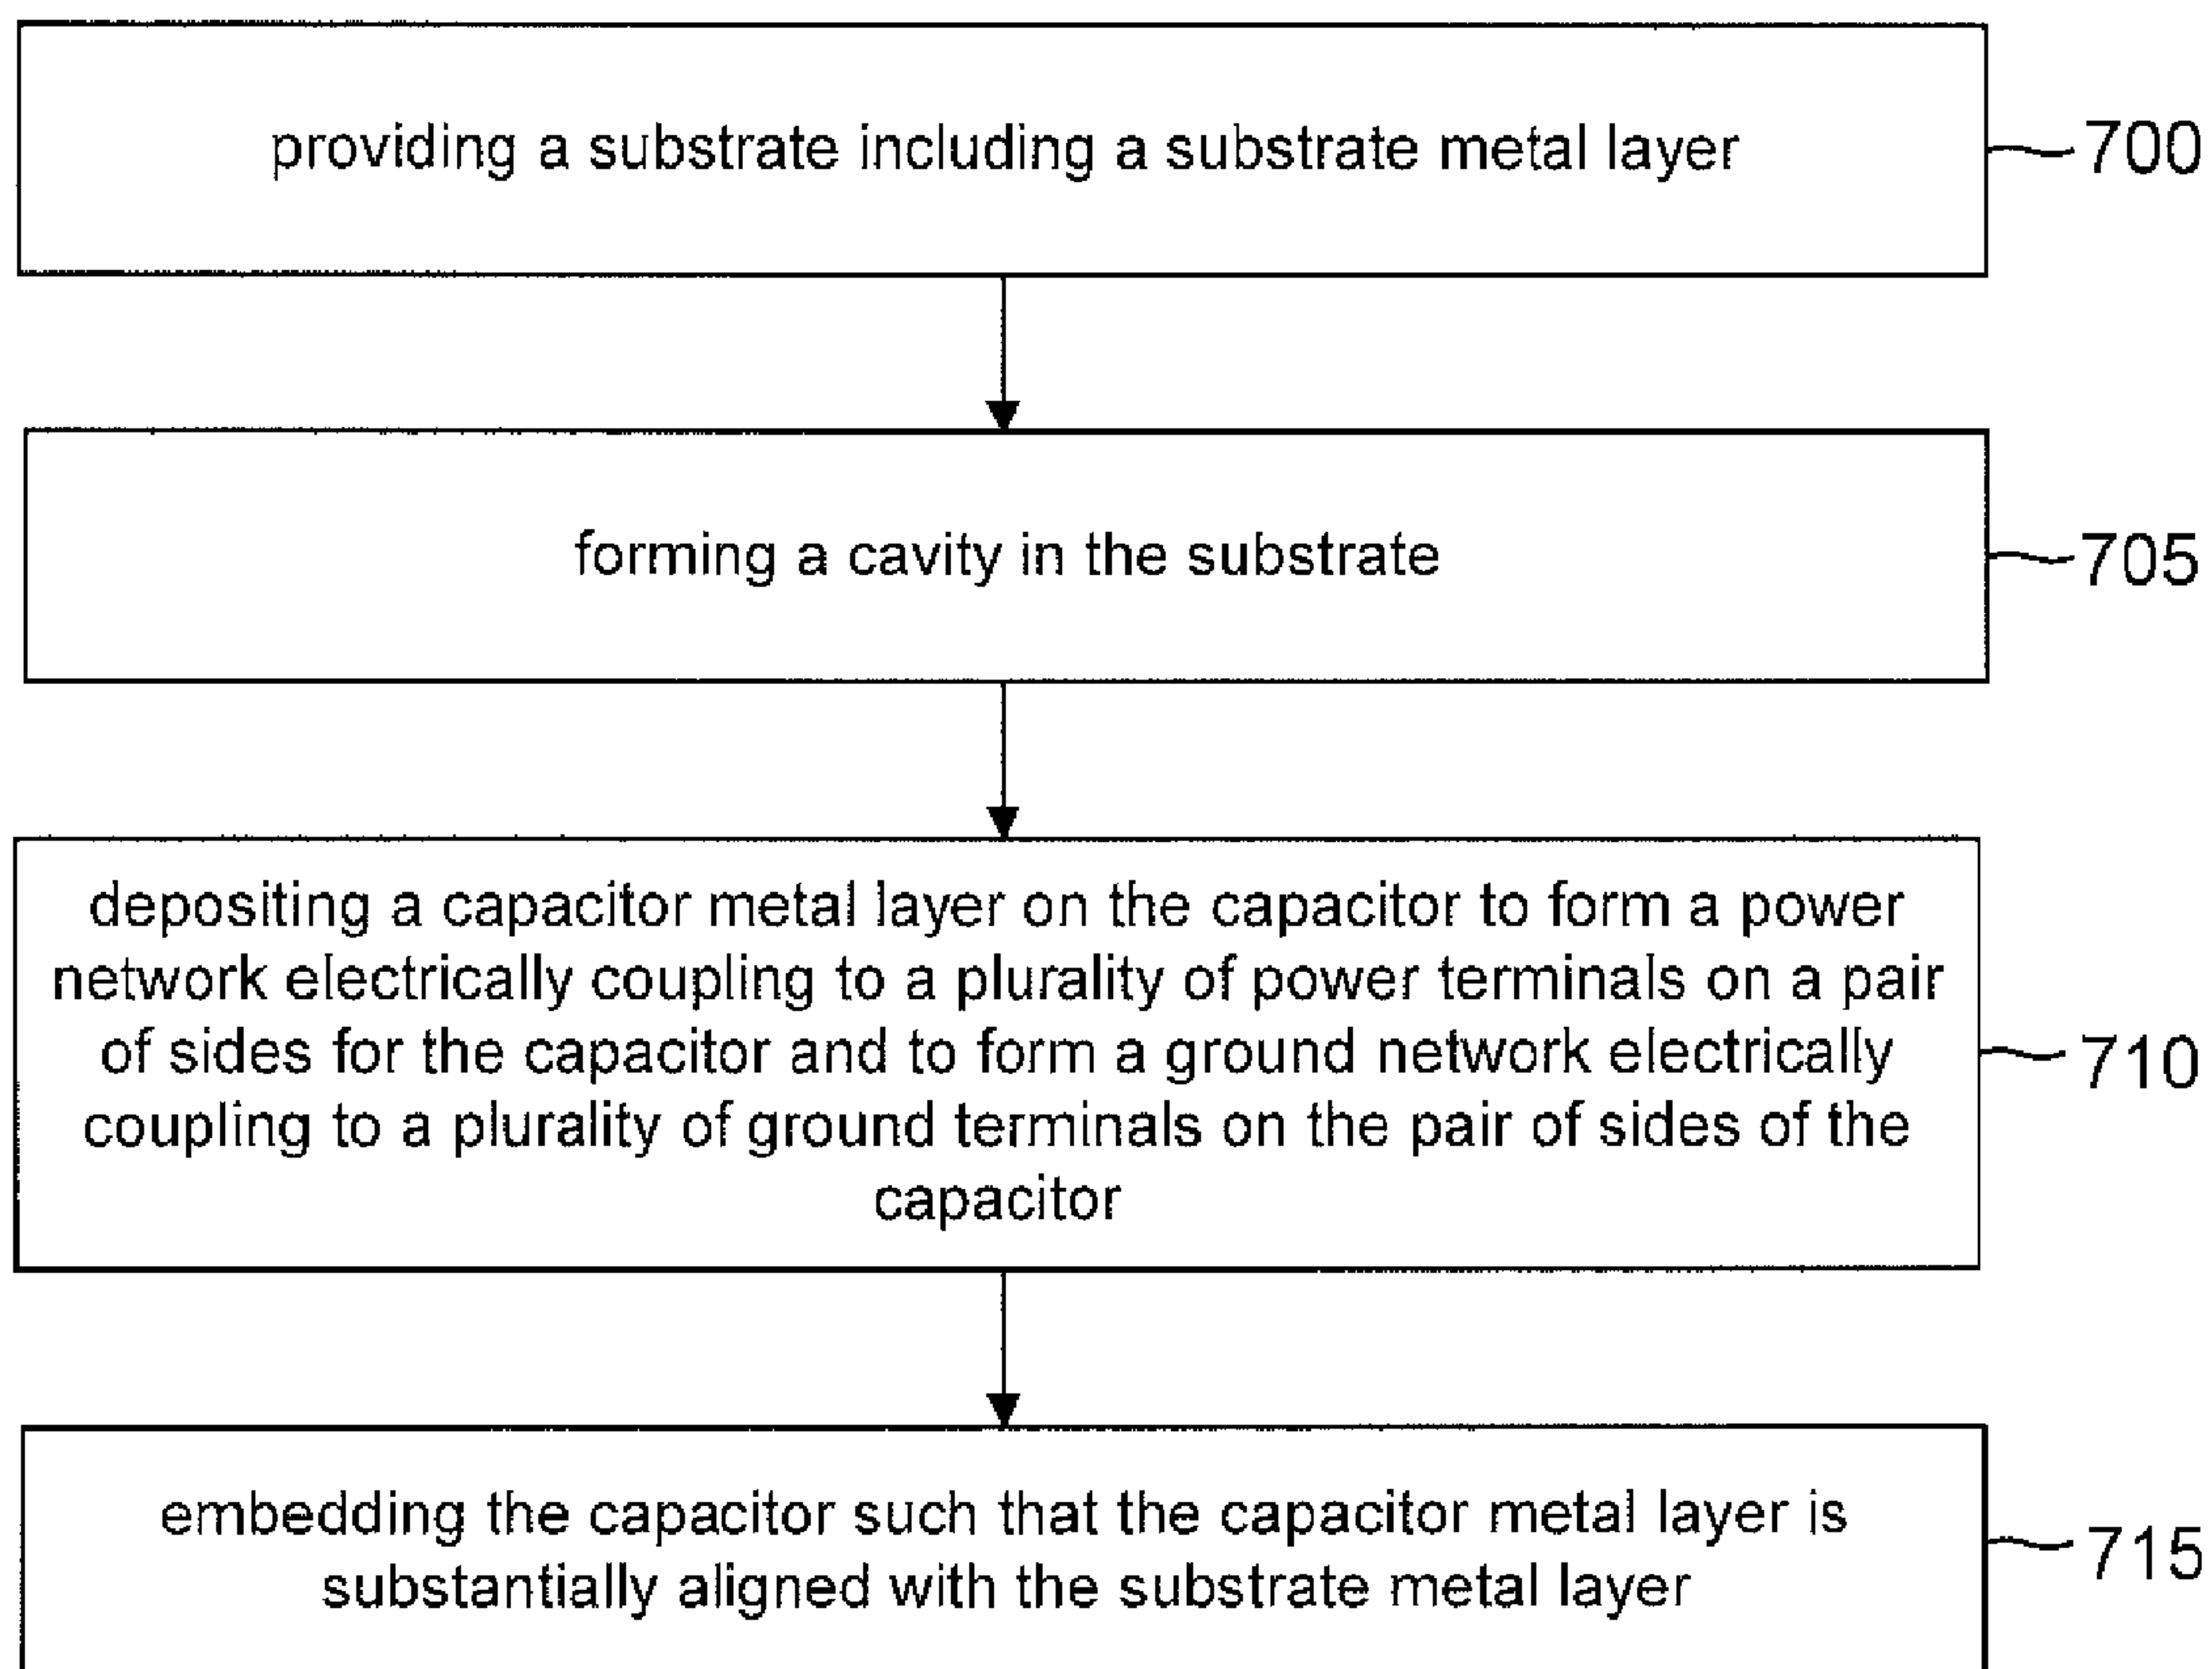 providing a substrate including a substrate metal layer
700
forming a cavity in the substrate
705
depositing a capacitor metal layer on the capacitor to form a power
network electrically coupling to a plurality of power terminals on a pair
of sides for the capacitor and to form a ground network electrically
coupling to a plurality of ground terminals on the pair of sides of the
capacitor
710
embedding the capacitor such that the capacitor metal layer is
substantially aligned with the substrate metal layer
715